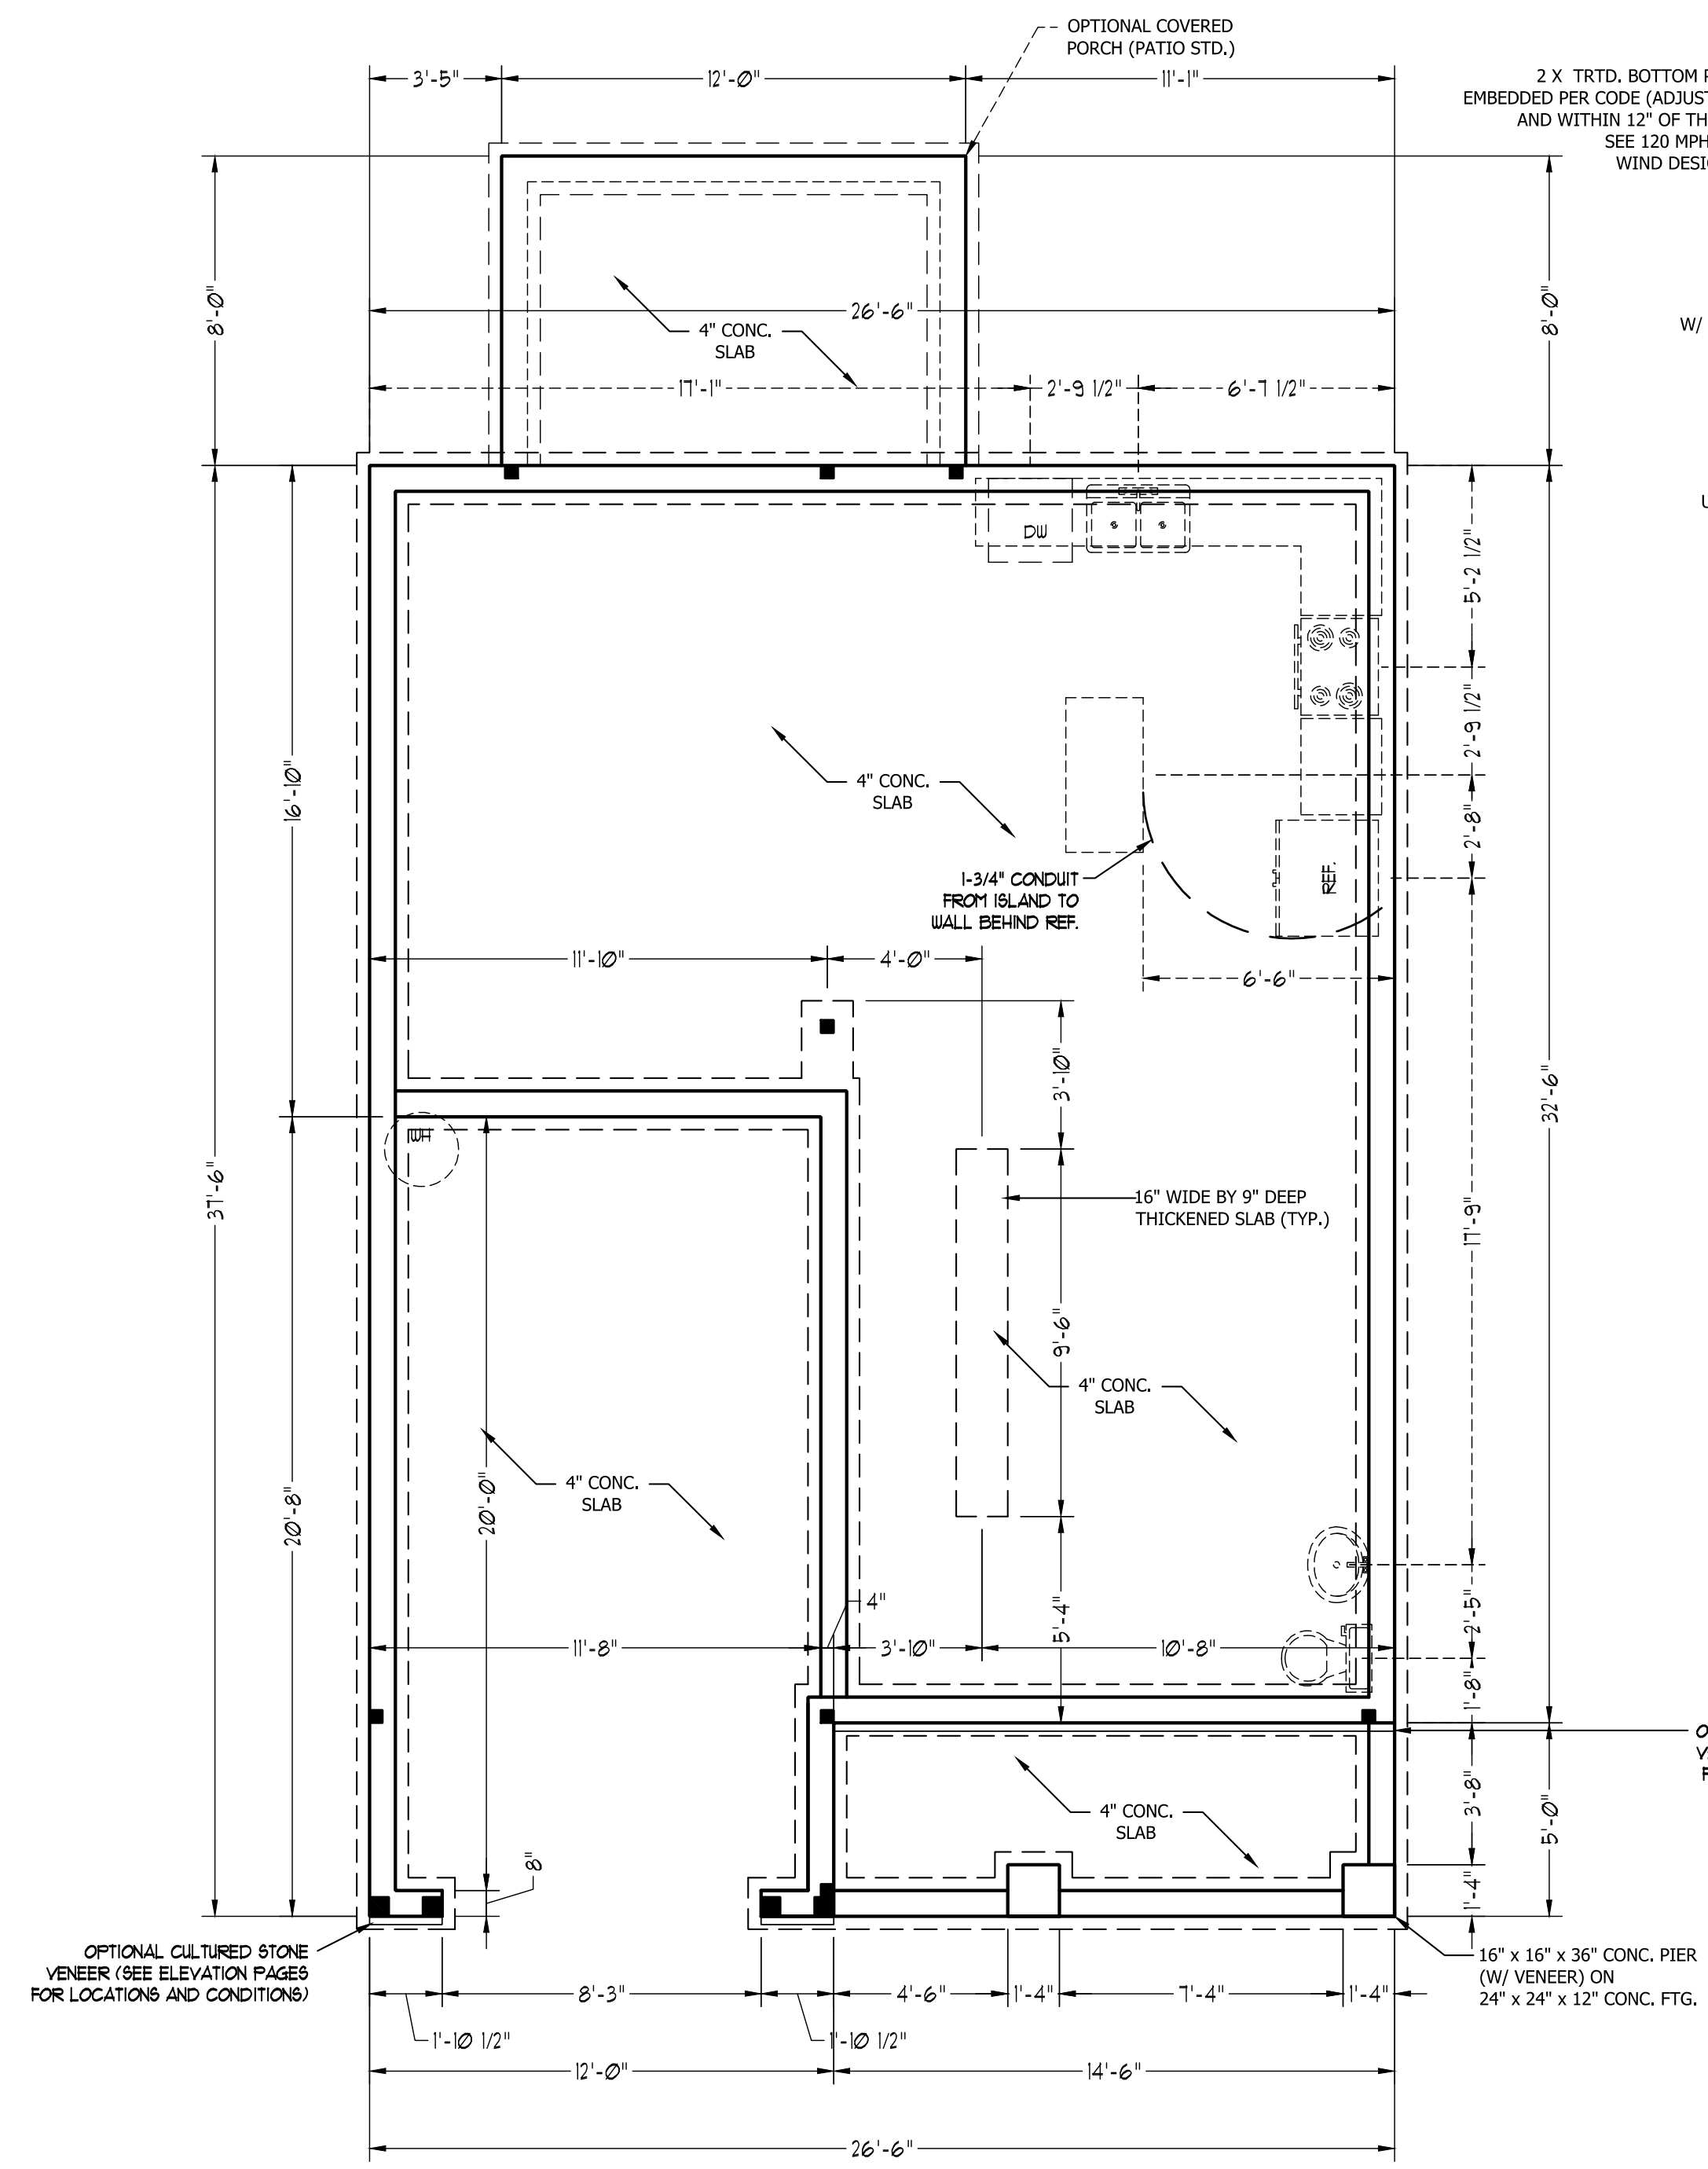 OPTIONAL COVERED
PORCH (PATIO STD.)
3'-5"
12'-0"
11'-1"
2 X TRTD. BOTTOM
EMBEDDED PER CODE (ADJUST
AND WITHIN 12" OF TH
SEE 120 MPH
WIND DESI
8'-0"
26'-6"
8'-0"
4" CONC.
SLAB
W/
17'-1"
2'-9 1/2"
6'-7 1/2"
DW
5'-2 1/2"
2'-9 1/2"
16'-10"
4" CONC.
SLAB
2'-8"
1-3/4" CONDUIT
FROM ISLAND TO
WALL BEHIND REF.
REF.
11'-10"
4'-0"
6'-6"
3'-10"
32'-6"
WH
37'-6"
16" WIDE BY 9" DEEP
THICKENED SLAB (TYP.)
17'-9"
9'-6"
4" CONC.
SLAB
4" CONC.
SLAB
20'-0"
20'-8"
4"
5'-4"
2'-5"
11'-8"
3'-10"
10'-8"
1'-8"
3'-8"
4" CONC.
SLAB
5'-0"
8"
1'-4"
OPTIONAL CULTURED STONE
VENEER (SEE ELEVATION PAGES
FOR LOCATIONS AND CONDITIONS)
16" x 16" x 36" CONC. PIER
(W/ VENEER) ON
24" x 24" x 12" CONC. FTG.
8'-3"
4'-6"
1'-4"
7'-4"
1'-4"
1'-10 1/2"
1'-10 1/2"
12'-0"
14'-6"
26'-6"